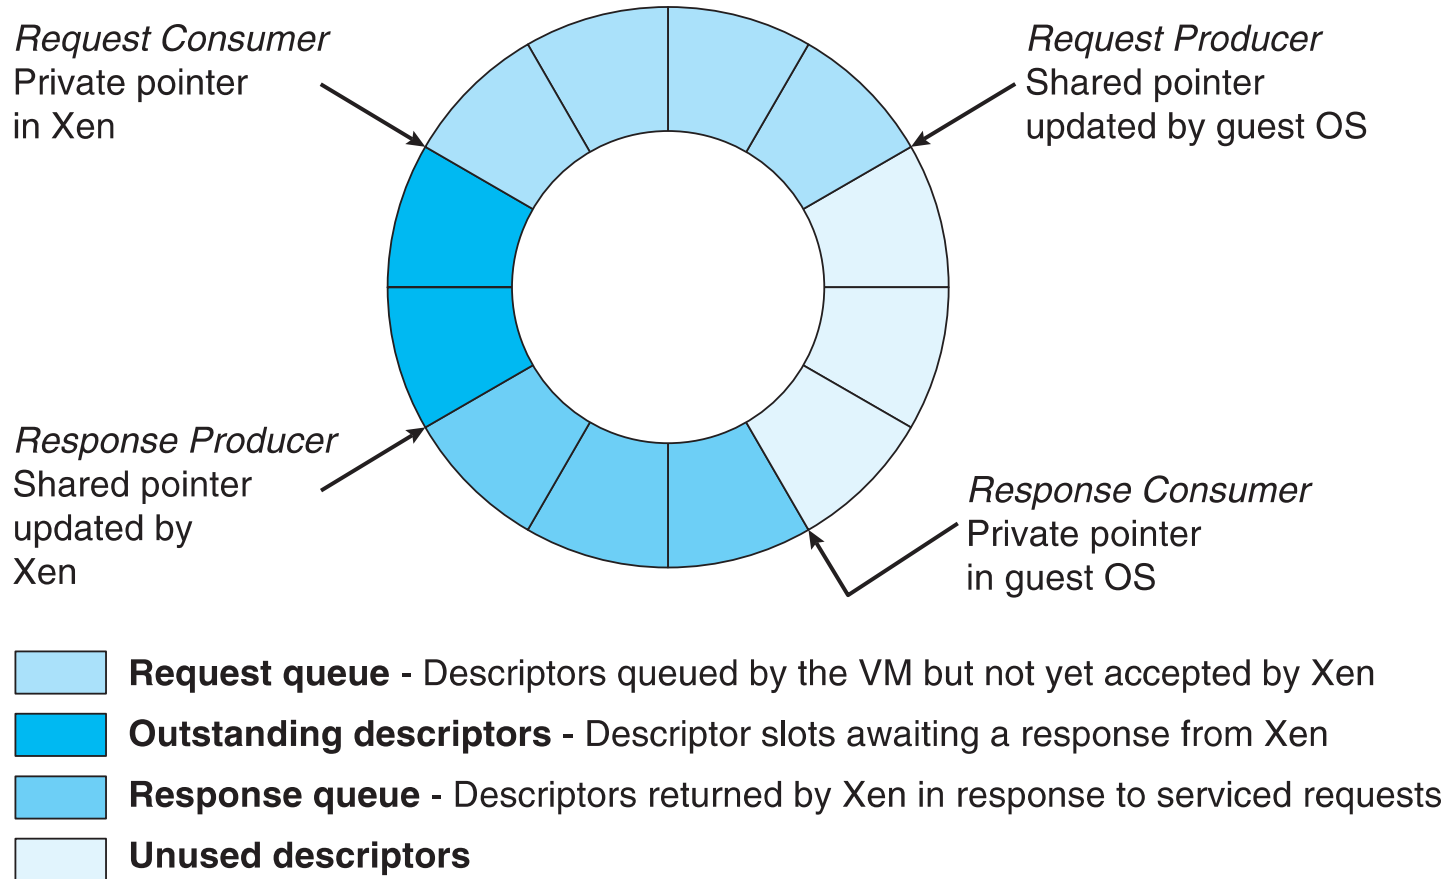 Request Consumer
Private pointer
in Xen
Request Producer
Shared pointer
updated by guest OS
Response Producer
Shared pointer
updated by
Xen
Response Consumer
Private pointer
in guest OS
Request queue - Descriptors queued by the VM but not yet accepted by Xen
Outstanding descriptors - Descriptor slots awaiting a response from Xen
Response queue - Descriptors returned by Xen in response to serviced requests
Unused descriptors